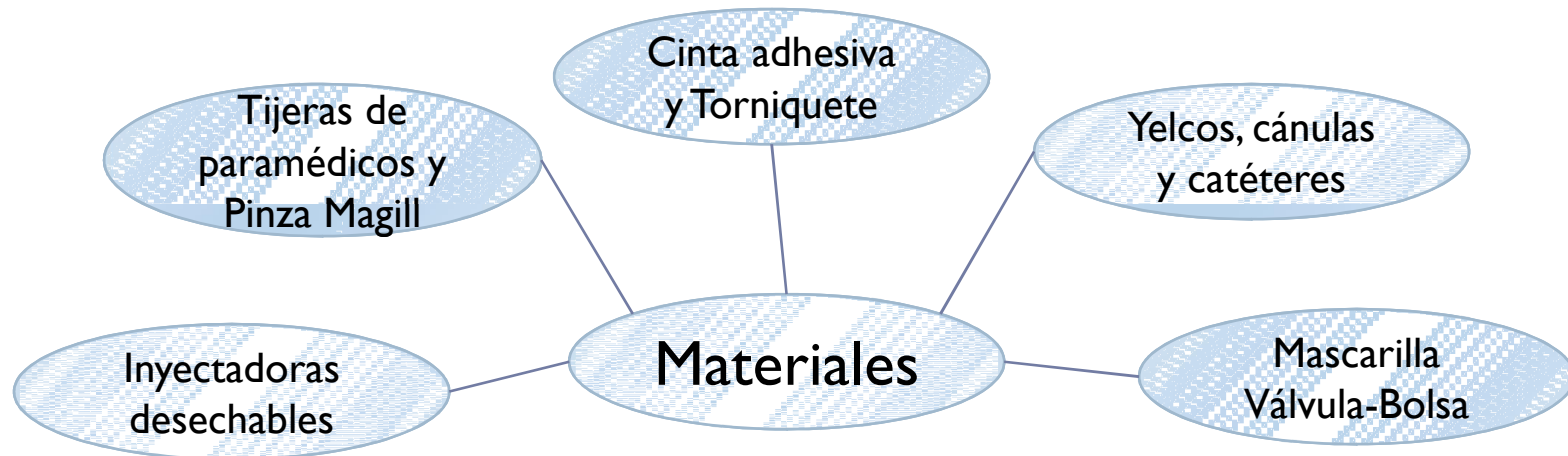 Cinta adhesiva
y Torniquete
Tijeras de
paramédicos y
Pinza Magill
Yelcos, cánulas
y catéteres
Inyectadoras
desechables
Materiales
Mascarilla
Válvula-Bolsa